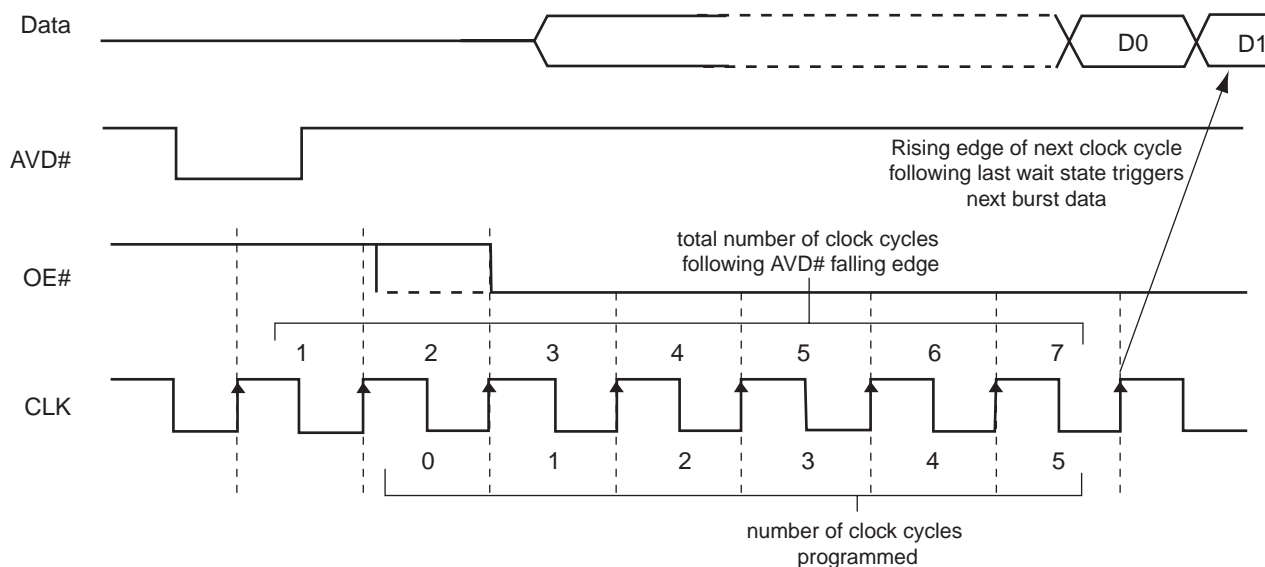 Data
D0
D1
AVD#
Rising edge of next clock cycle
following last wait state triggers
next burst data
total number of clock cycles
following AVD# falling edge
OE#
1 2 3 4 5 6 7
CLK
0 1 2 3 4 5
number of clock cycles
programmed